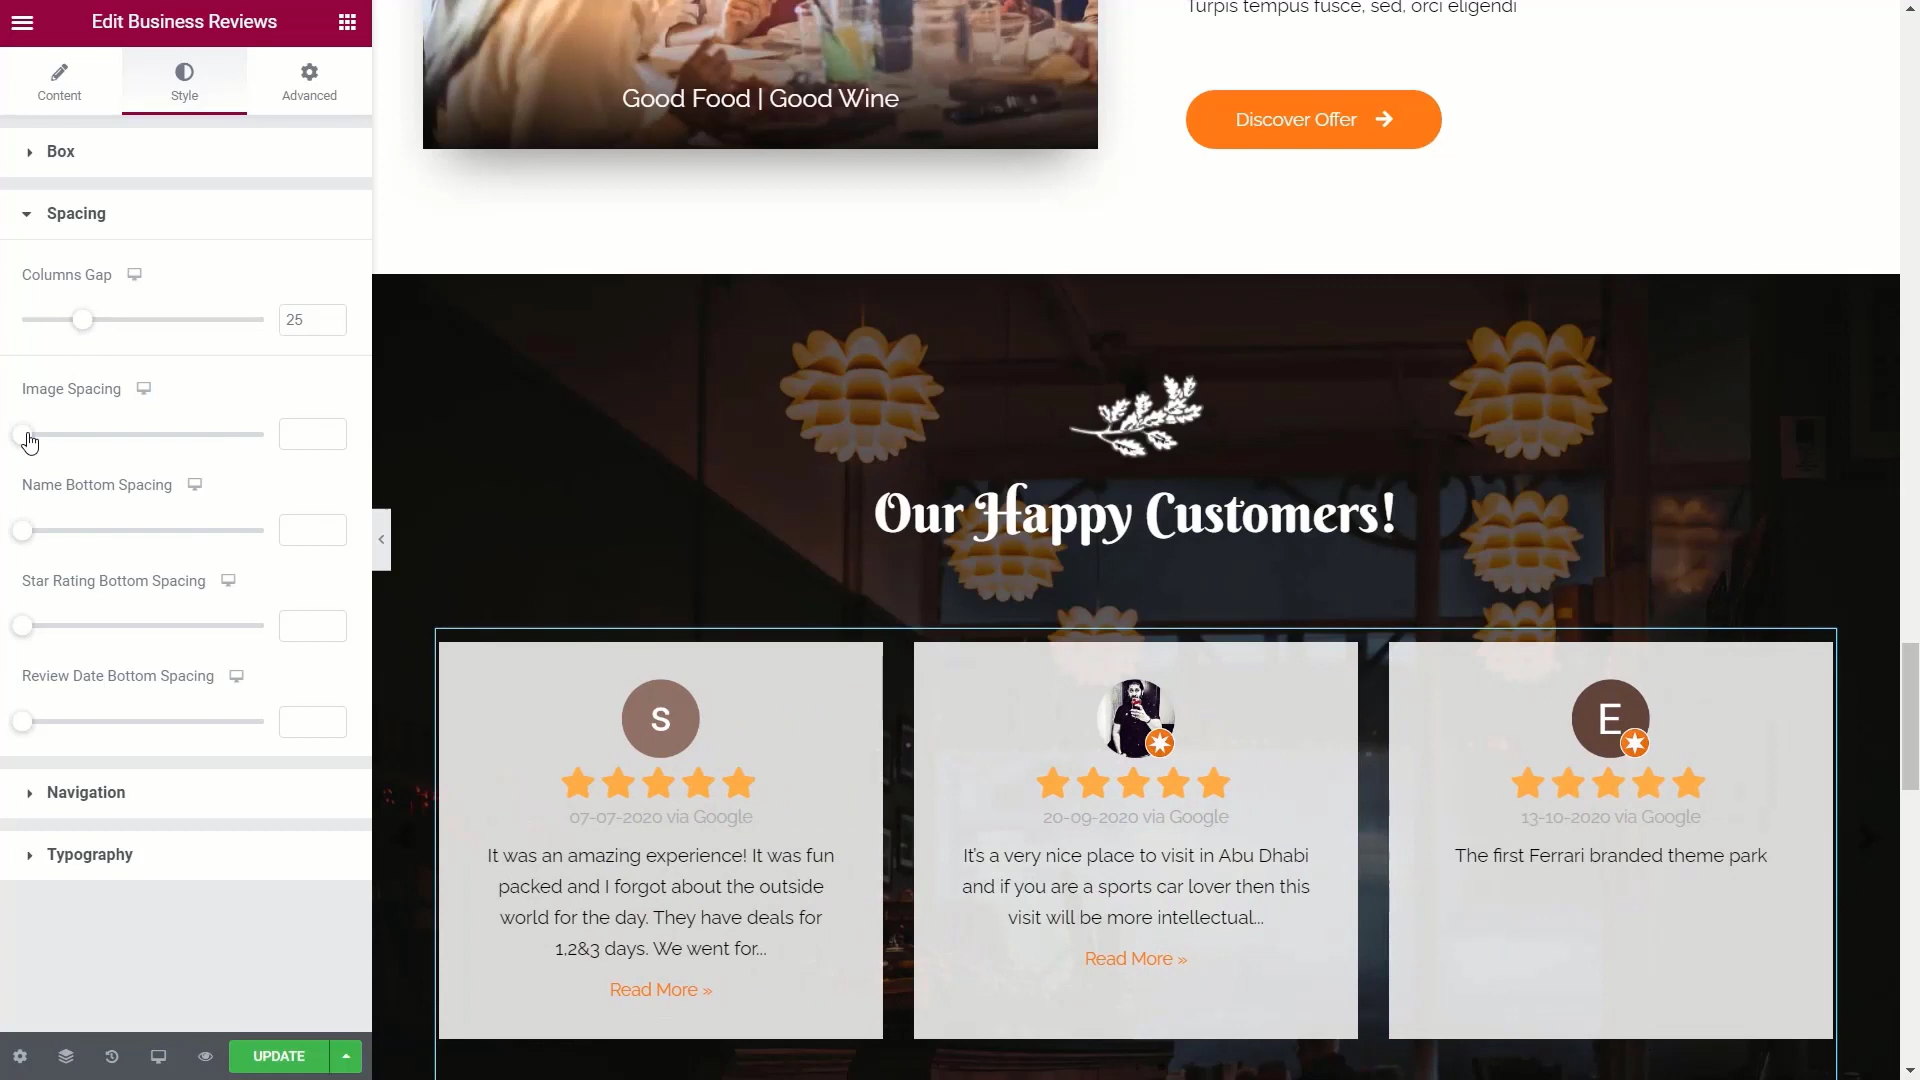 Edit Business Reviews
Content
Style
Advanced
Box
Spacing
Columns Gap
25
Image Spacing
Name Bottom Spacing
Star Rating Bottom Spacing
Review Date Bottom Spacing
Navigation
Typography
UPDATE
Turpis tempus fusce, sed, orci eligendi
Good Food | Good Wine
Discover Offer
Our Happy Customers!
S
07-07-2020 via Google
It was an amazing experience! It was fun
packed and I forgot about the outside
world for the day. They have deals for
1,2&3 days. We went for...
Read More »
20-09-2020 via Google
It's a very nice place to visit in Abu Dhabi
and if you are a sports car lover then this
visit will be more intellectual...
Read More »
E
13-10-2020 via Google
The first Ferrari branded theme park